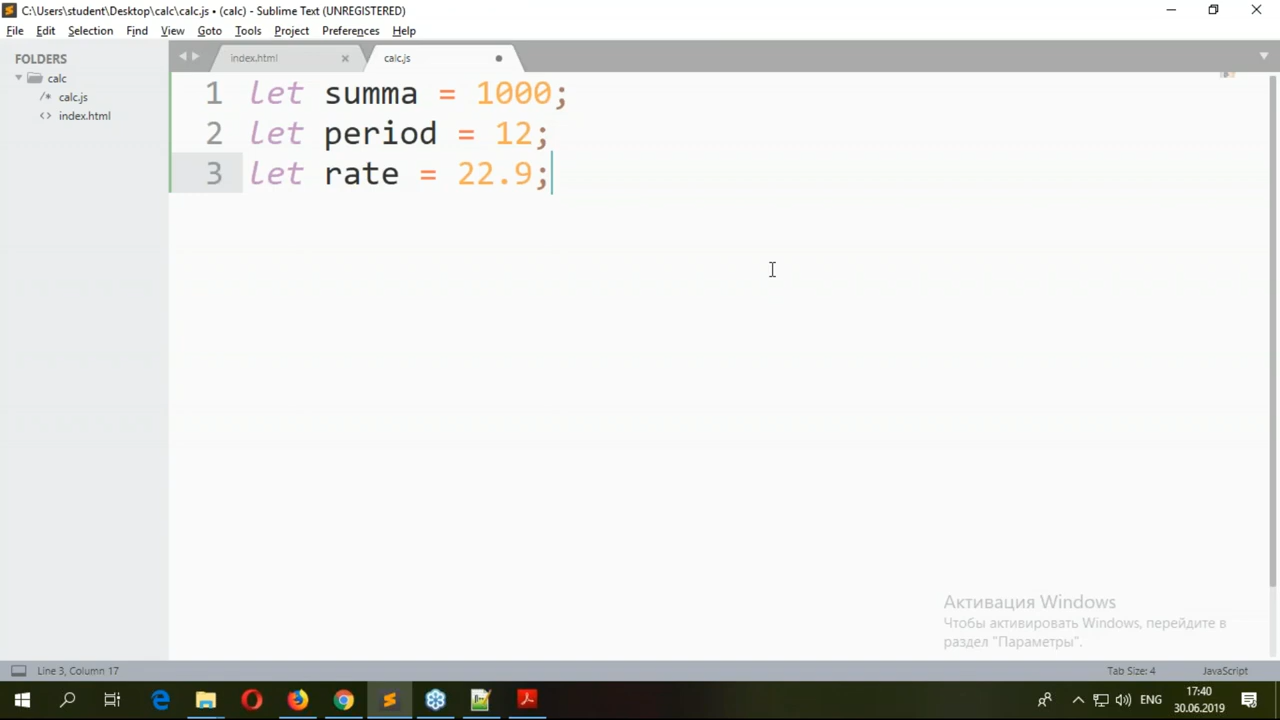 C:\Users\student\Desktop\calc\calc.js • (calc) - Sublime Text (UNREGISTERED)
File Edit Selection Find View Goto Tools Project Preferences Help
FOLDERS
calc
calc.js
index.html
index.html
calc.js
1 let summa = 1000;
2 let period = 12;
3 let rate = 22.9;
Активация Windows
Чтобы активировать Windows, перейдите в
раздел "Параметры".
Line 3, Column 17
Tab Size: 4
JavaScript
ENG
17:40
30.06.2019